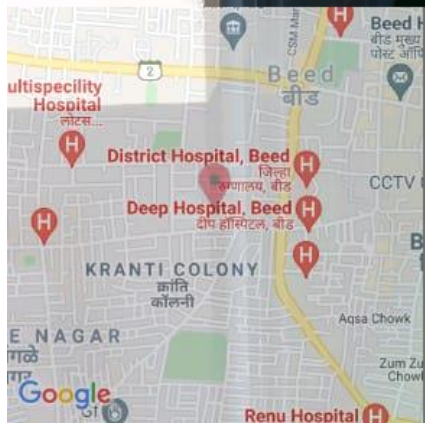 Beed H
बीड मुख्य
पोस्ट ऑफि
CSM Mar
2
Beed
बीड
ultispecility
Hospital
लोटस...
District Hospital, Beed
जिल्हा
रुग्णालय, बीड
CCTV
Deep Hospital, Beed
दीप हॉस्पिटल, बीड
B
KRANTI COLONY
क्रांति
कॉलनी
Aqsa Chowk
E NAGAR
गळे
गर
Zum Zu
Chowk
Google
Renu Hospital